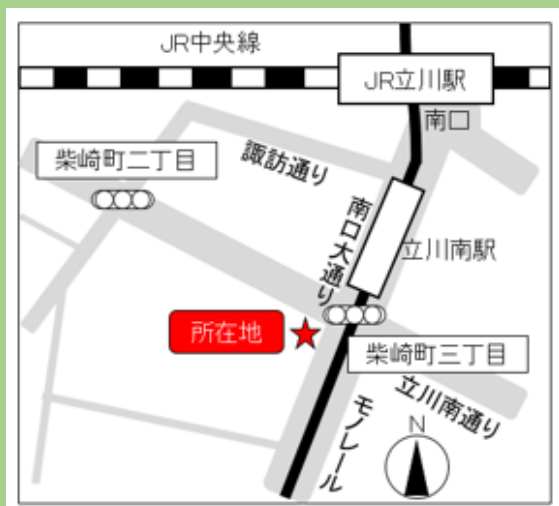 JR中央線
JR立川駅
南口
柴崎町二丁目
諏訪通り
南口大通り
立川南駅
所在地
柴崎町三丁目
立川南通り
モノレール
N